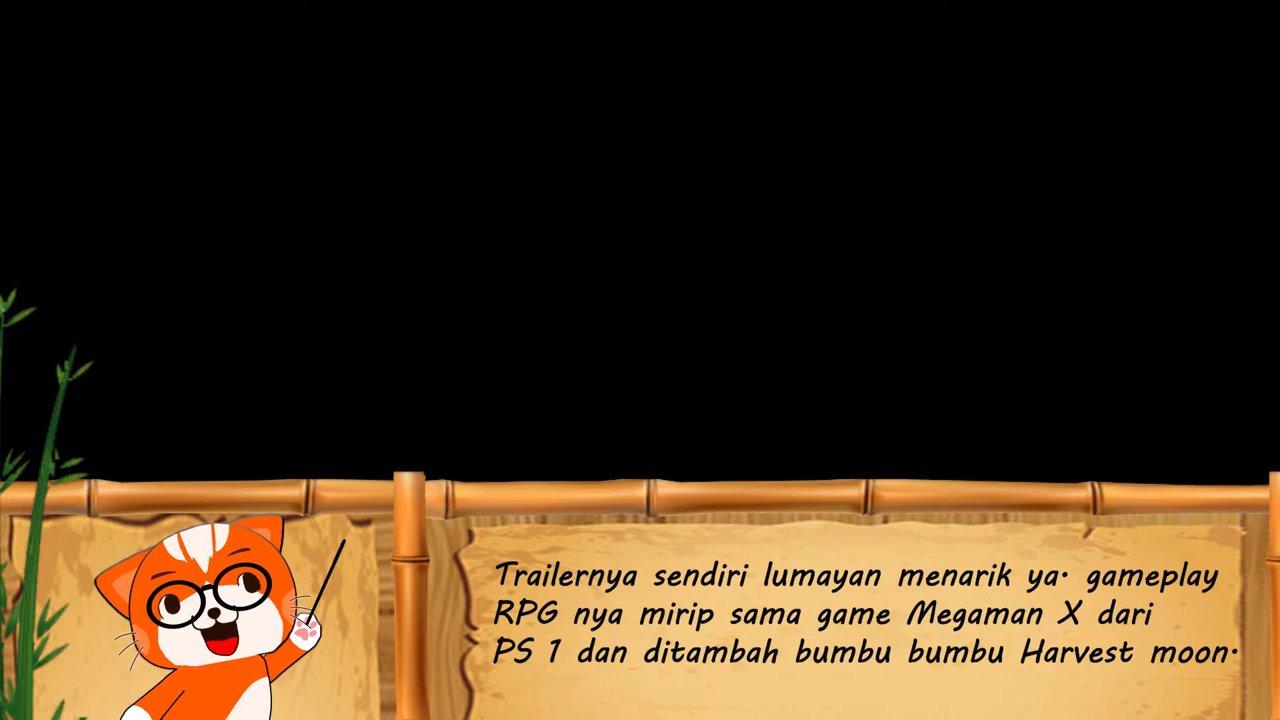 Trailernya sendiri lumayan menarik ya. gameplay
RPG nya mirip sama game Megaman X dari
PS 1 dan ditambah bumbu bumbu Harvest moon.